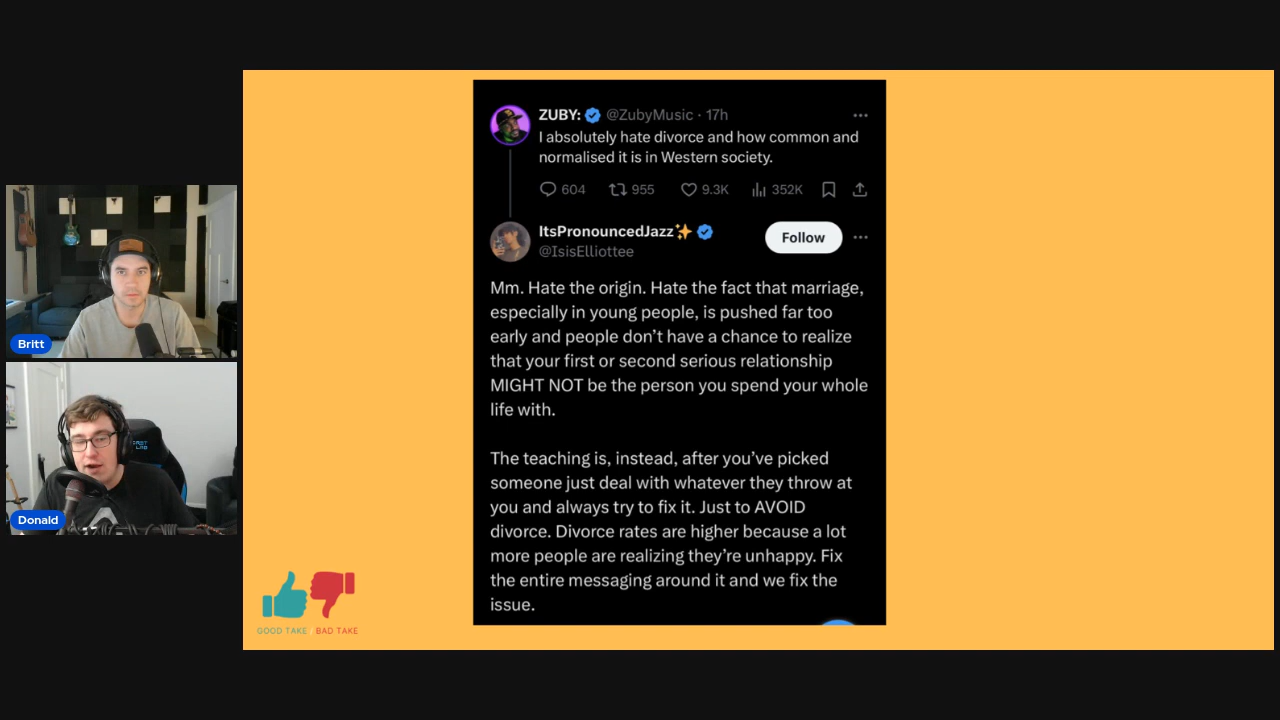 ZUBY: @ZubyMusic · 17h
I absolutely hate divorce and how common and
normalised it is in Western society.
604 955 9.3K 352K
ItsPronouncedJazz✨
@IsisElliottee
Follow
Mm. Hate the origin. Hate the fact that marriage,
especially in young people, is pushed far too
early and people don’t have a chance to realize
that your first or second serious relationship
MIGHT NOT be the person you spend your whole
life with.
The teaching is, instead, after you’ve picked
someone just deal with whatever they throw at
you and always try to fix it. Just to AVOID
divorce. Divorce rates are higher because a lot
more people are realizing they’re unhappy. Fix
the entire messaging around it and we fix the
issue.
Britt
Donald
GOOD TAKE / BAD TAKE